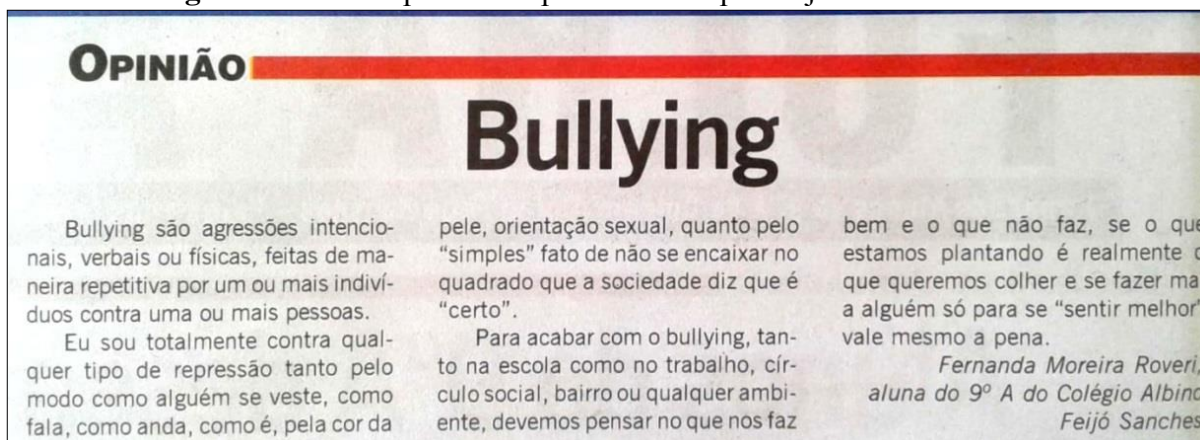 OPINIÃO
Bullying
Bullying são agressões intencio-
nais, verbais ou físicas, feitas de ma-
neira repetitiva por um ou mais indiví-
duos contra uma ou mais pessoas.
Eu sou totalmente contra qual-
quer tipo de repressão tanto pelo
modo como alguém se veste, como
fala, como anda, como é, pela cor da
pele, orientação sexual, quanto pelo
“simples” fato de não se encaixar no
quadrado que a sociedade diz que é
“certo”.
Para acabar com o bullying, tan-
to na escola como no trabalho, cír-
culo social, bairro ou qualquer ambi-
ente, devemos pensar no que nos faz
bem e o que não faz, se o que
estamos plantando é realmente
que queremos colher e se fazer ma
a alguém só para se “sentir melhor”
vale mesmo a pena.
Fernanda Moreira Roveri,
aluna do 9º A do Colégio Albino
Feijó Sanches